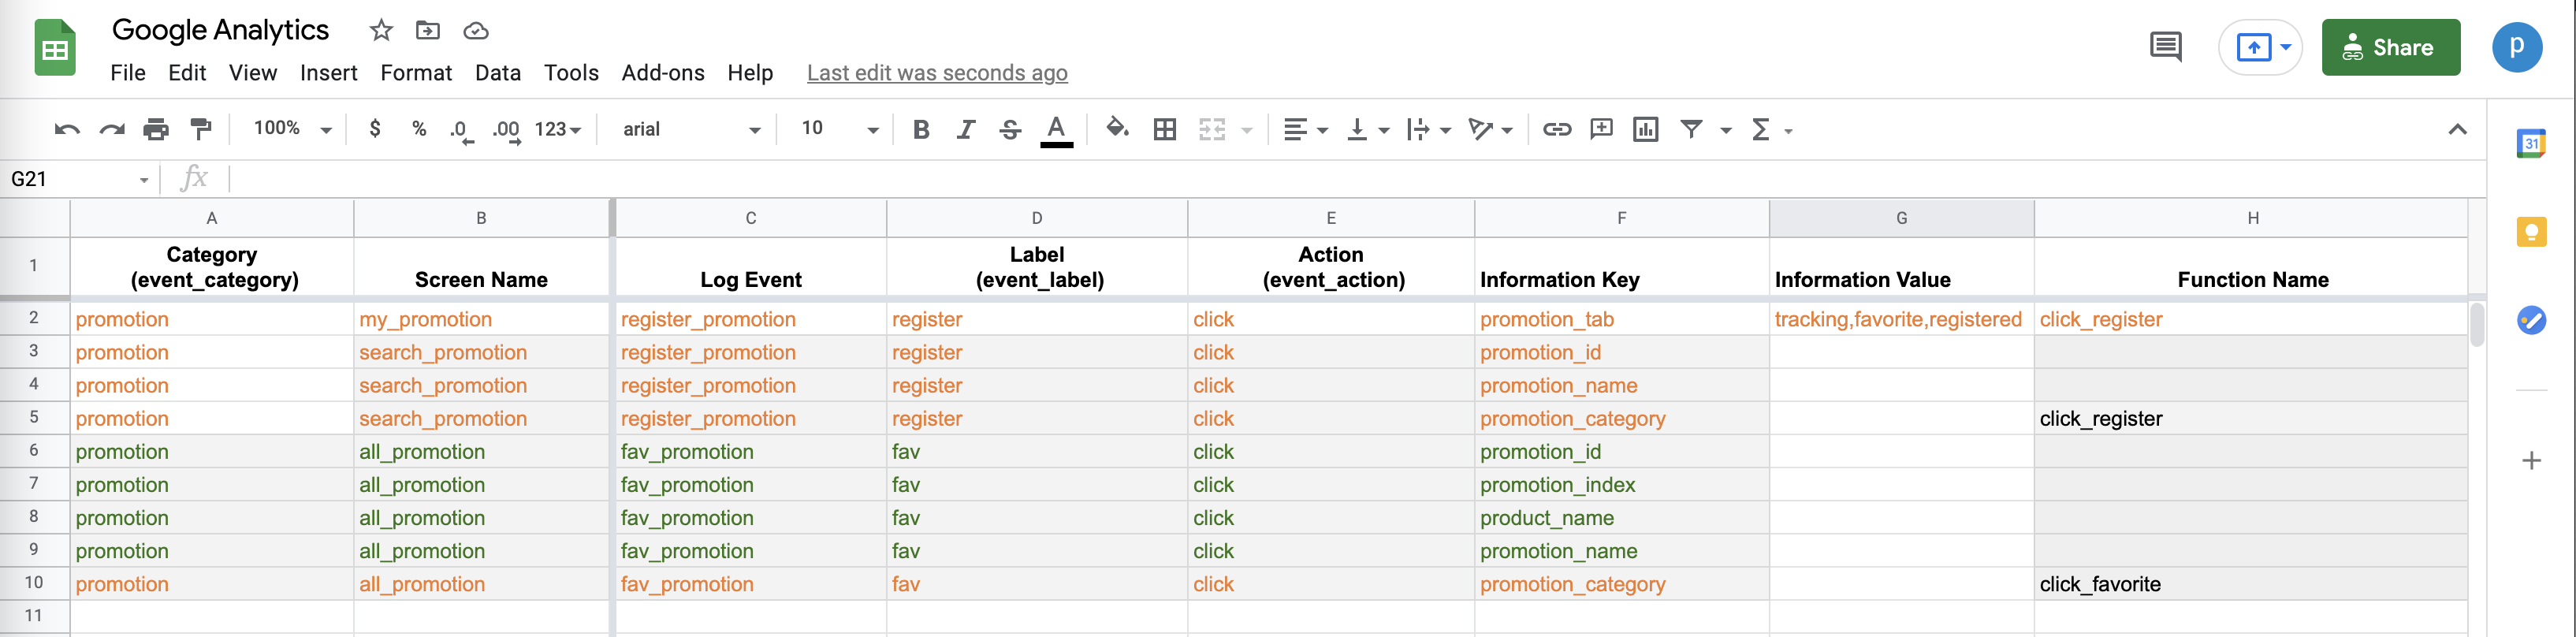 Google Analytics
File Edit View Insert Format Data Tools Add-ons Help Last edit was seconds ago
Share
p
100% $ % .0 .00 123 arial 10 B I S A
31
G21 fx
A B C D E F G H
1 Category (event_category) Screen Name Log Event Label (event_label) Action (event_action) Information Key Information Value Function Name
2 promotion my_promotion register_promotion register click promotion_tab tracking,favorite,registered click_register
3 promotion search_promotion register_promotion register click promotion_id
4 promotion search_promotion register_promotion register click promotion_name
5 promotion search_promotion register_promotion register click promotion_category click_register
6 promotion all_promotion fav_promotion fav click promotion_id
7 promotion all_promotion fav_promotion fav click promotion_index
8 promotion all_promotion fav_promotion fav click product_name
9 promotion all_promotion fav_promotion fav click promotion_name
10 promotion all_promotion fav_promotion fav click promotion_category click_favorite
11